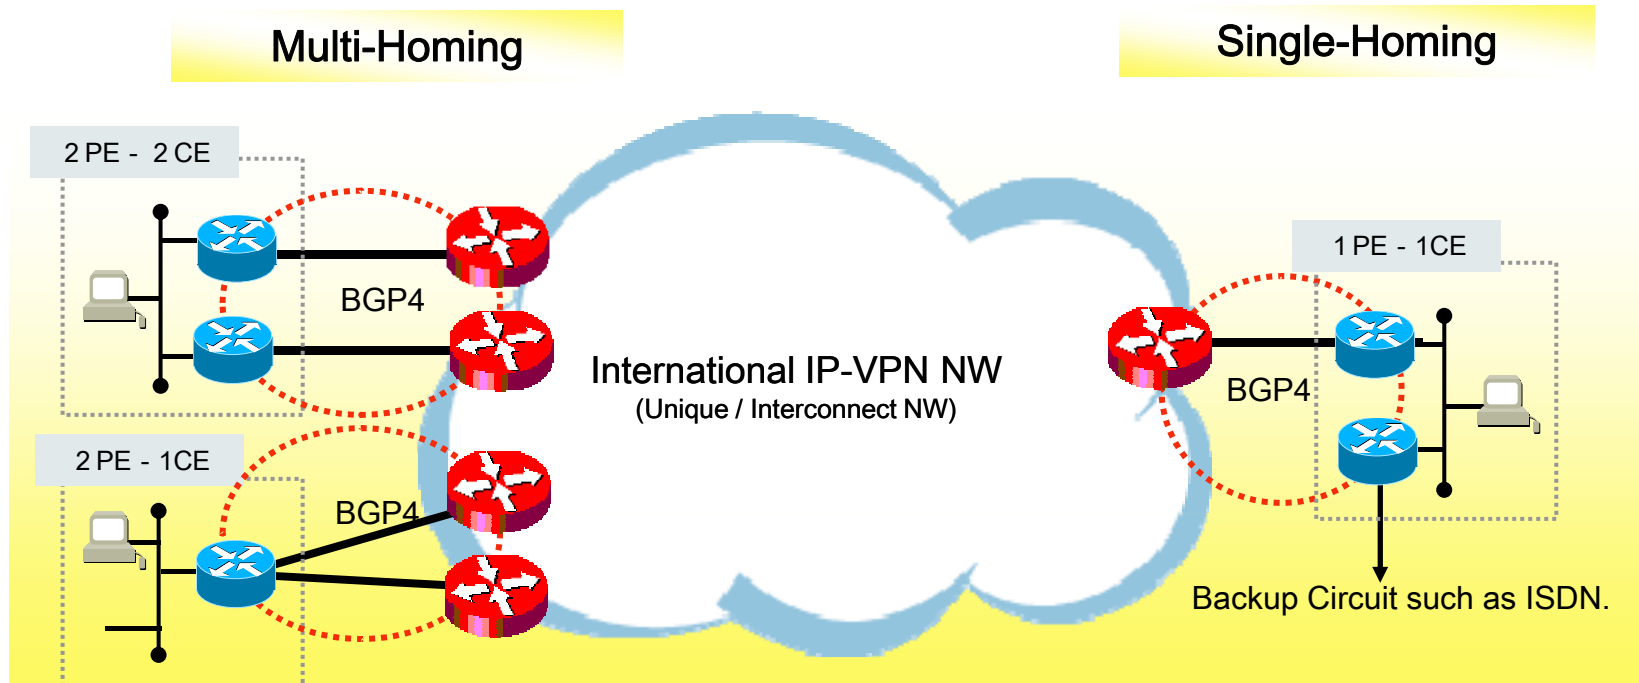 Multi-Homing
Single-Homing
2 PE - 2 CE
BGP4
2 PE - 1CE
BGP4
International IP-VPN NW
(Unique / Interconnect NW)
1 PE - 1CE
BGP4
Backup Circuit such as ISDN.